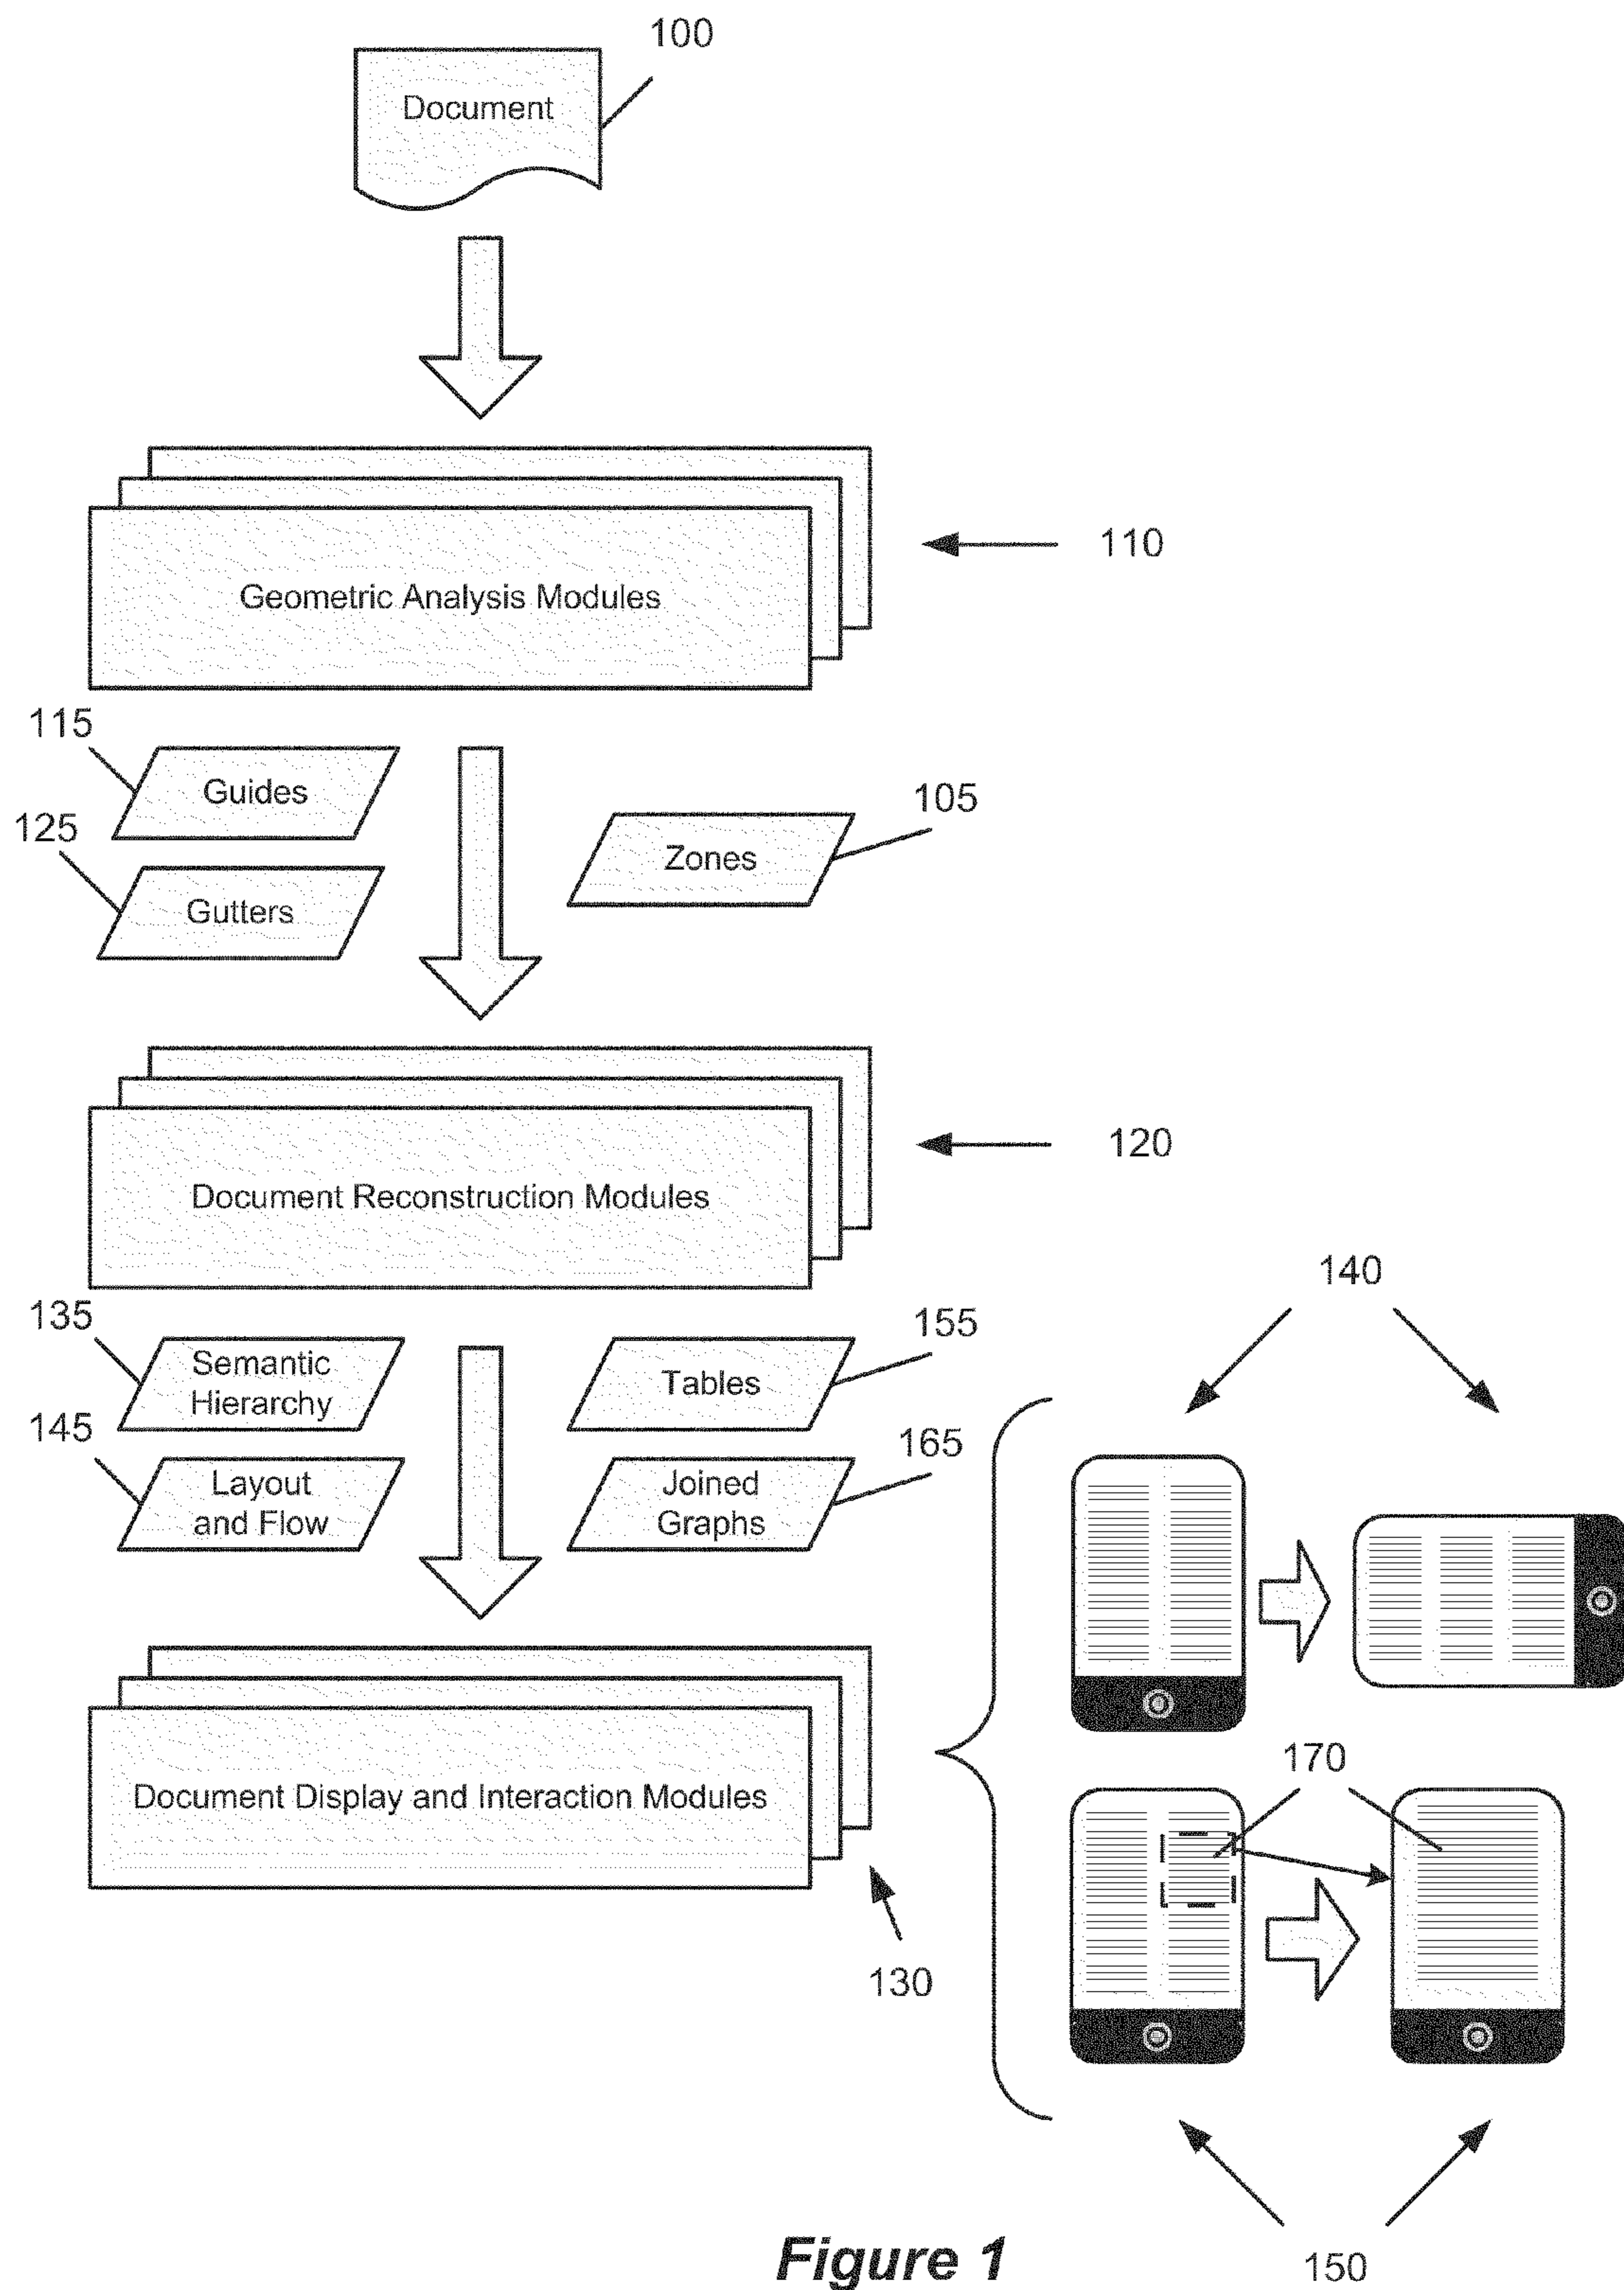 100
Document
110
Geometric Analysis Modules
115
Guides
105
125
Zones
Gutters
120
Document Reconstruction Modules
140
135
155
Semantic
Hierarchy
Tables
145
165
Layout
and Flow
Joined
Graphs
170
Document Display and Interaction Modules
130
Figure 1
150